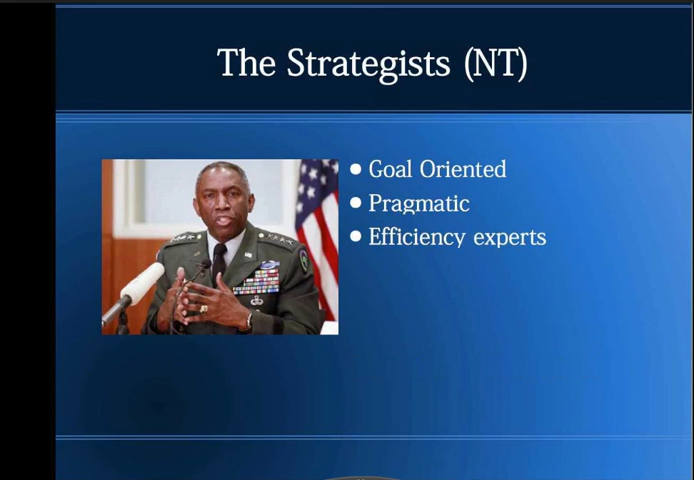 The Strategists (NT)
• Goal Oriented
• Pragmatic
• Efficiency experts